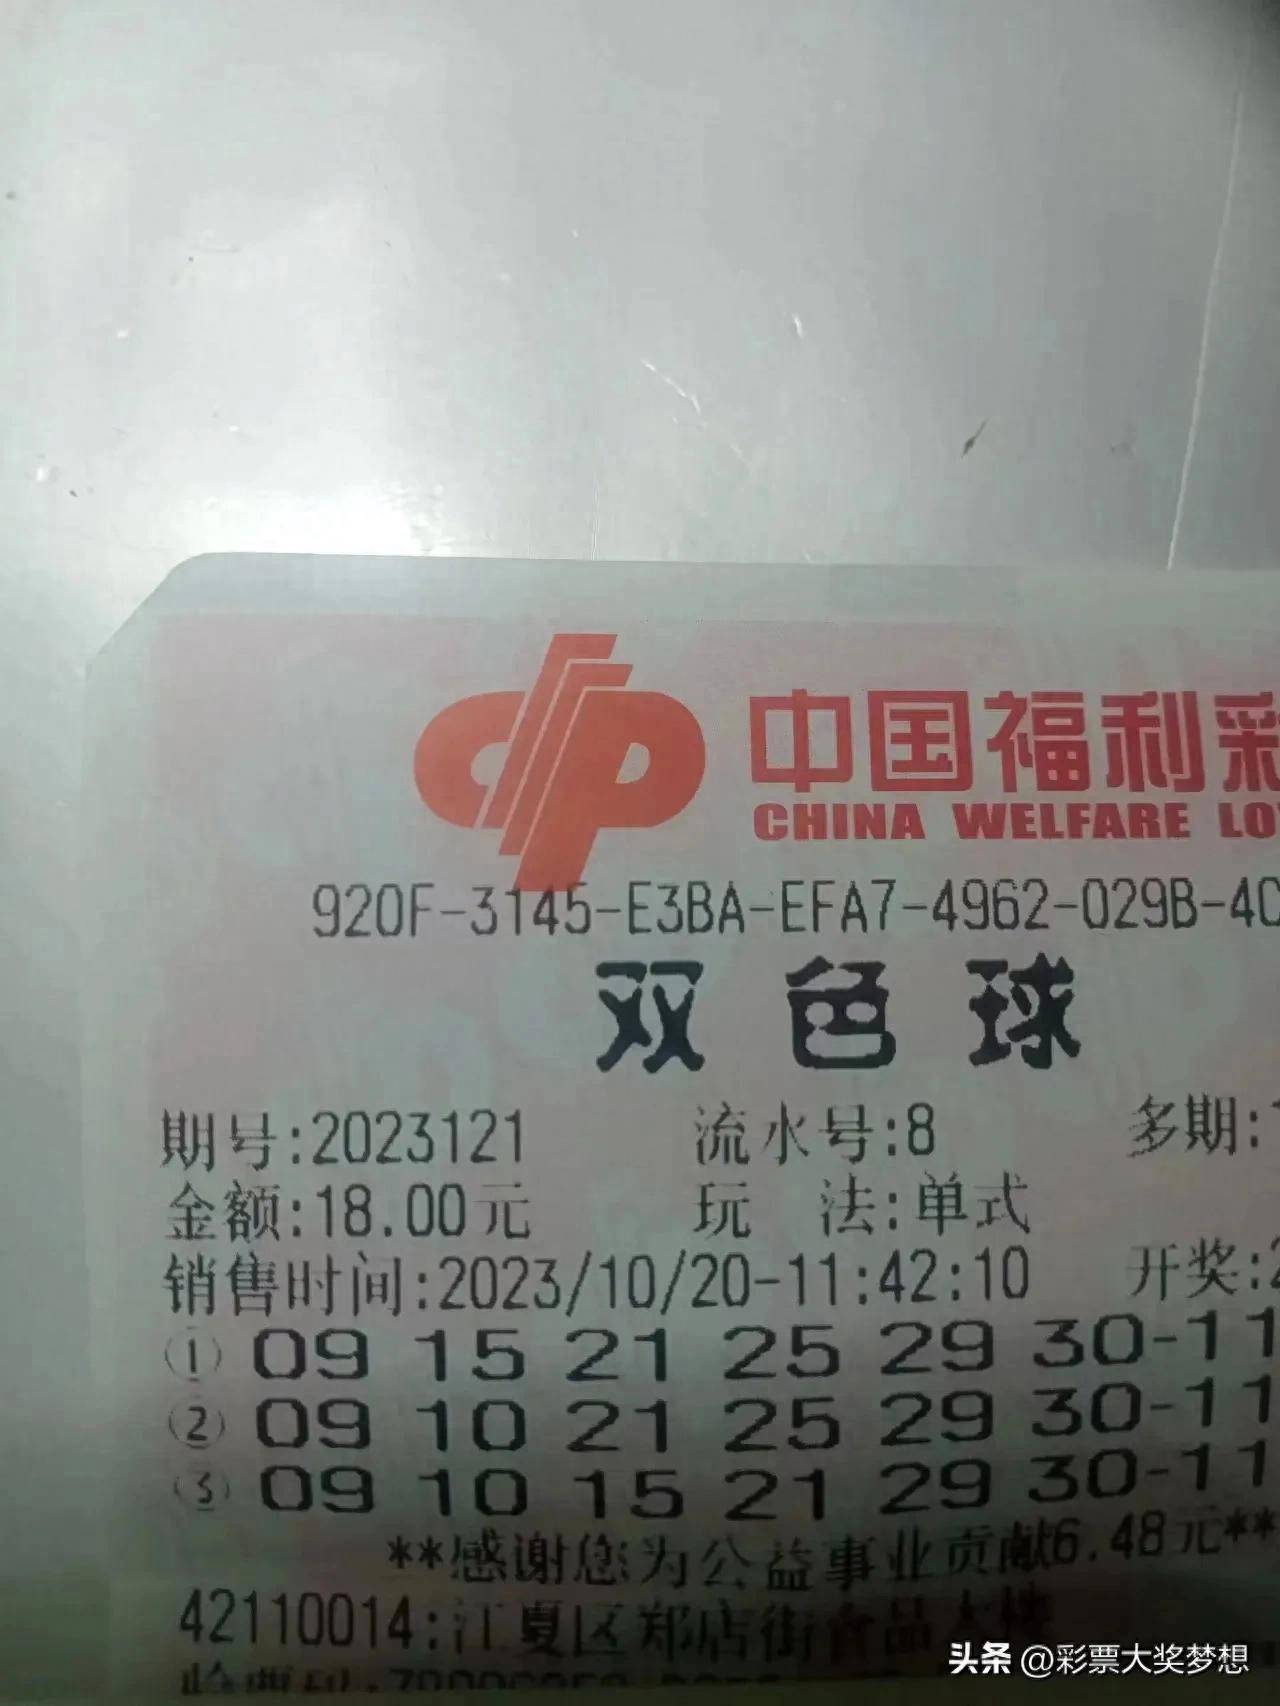 中国福利彩
CHINA WELFARE LO
920F-3145-E3BA-EFA7-4962-029B-4C
双色球
期号:2023121 流水号:8 多期:
金额:18.00元 玩法:单式
销售时间:2023/10/20-11:42:10 开奖:2
① 09 15 21 25 29 30-11
② 09 10 21 25 29 30-11
③ 09 10 15 21 29 30-11
**感谢您为公益事业贡献6.48元**
42110014:江夏区郑店街食品大楼
头条 @彩票大奖梦想